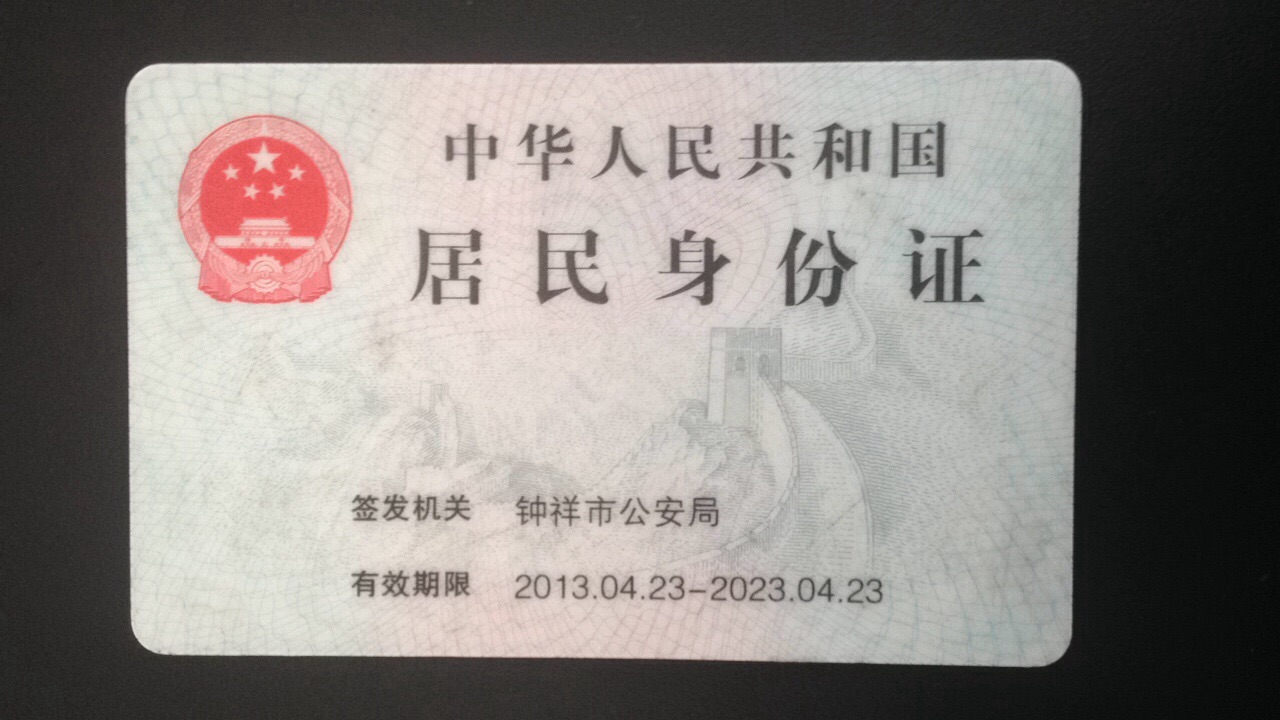 中华人民共和国
居民身份证
签发机关 钟祥市公安局
有效期限 2013.04.23-2023.04.23